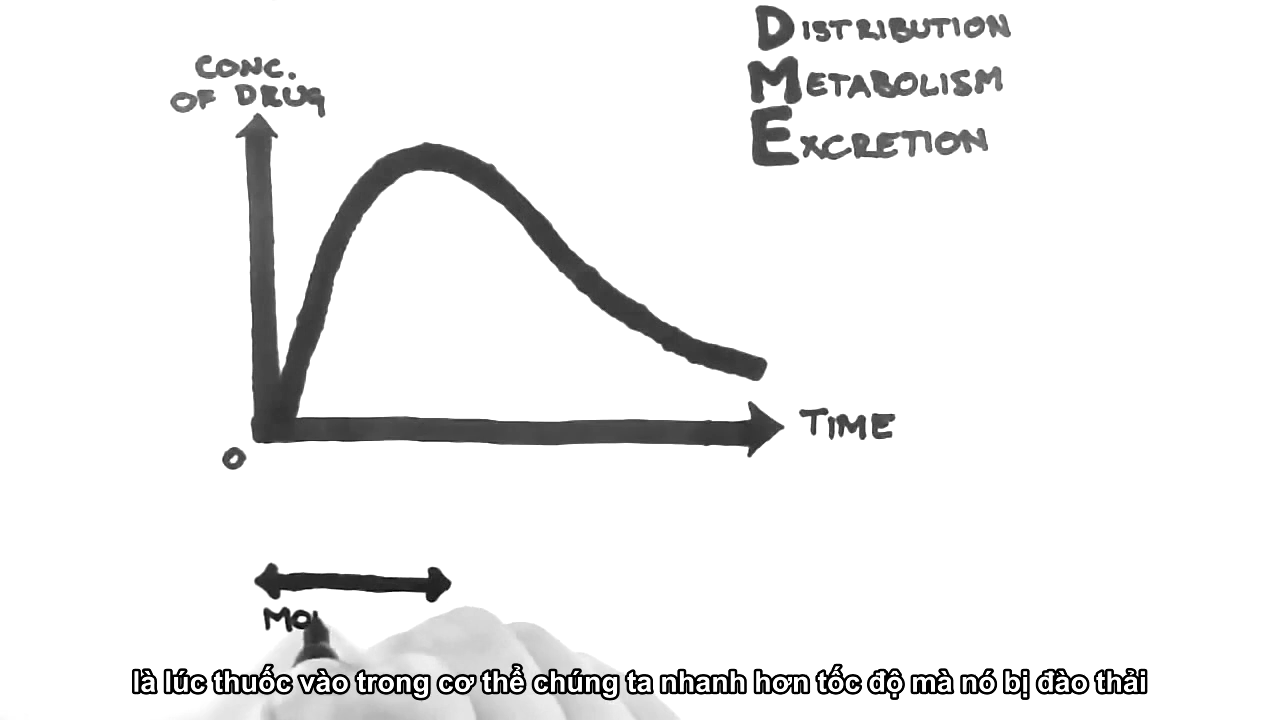 CONC.
OF DRUG
DISTRIBUTION
METABOLISM
EXCRETION
TIME
O
MO
là lúc thuốc vào trong cơ thể chúng ta nhanh hơn tốc độ mà nó bị đào thải